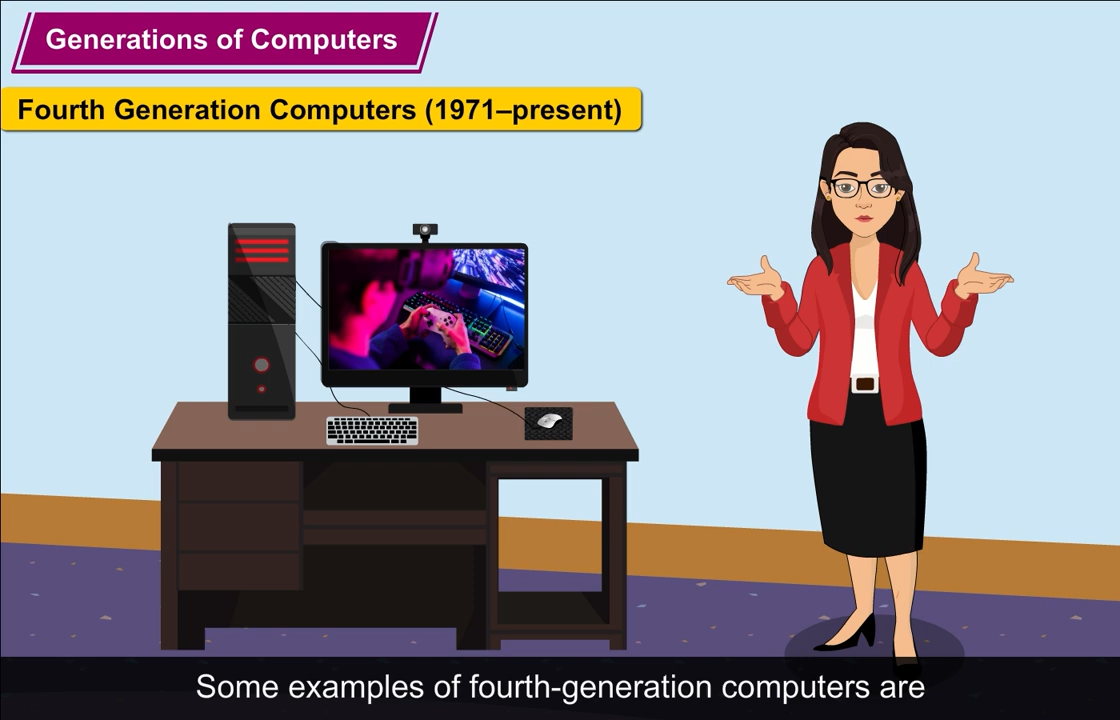 Generations of Computers
Fourth Generation Computers (1971–present)
Some examples of fourth-generation computers are